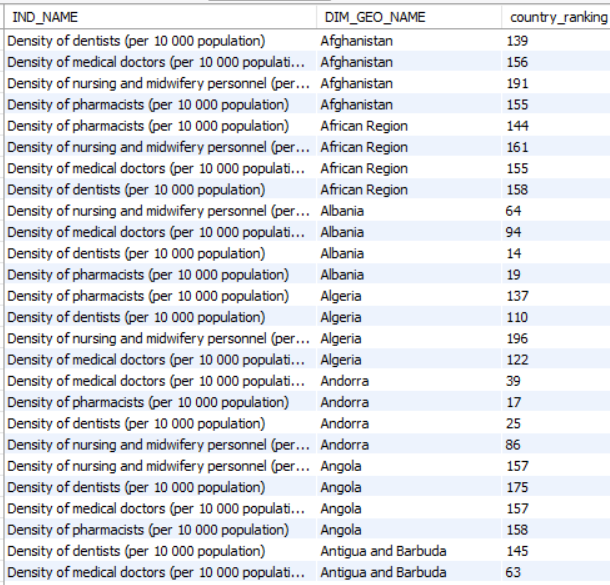 IND_NAME DIM_GEO_NAME country_ranking
Density of dentists (per 10 000 population) Afghanistan 139
Density of medical doctors (per 10 000 populati... Afghanistan 156
Density of nursing and midwifery personnel (per... Afghanistan 191
Density of pharmacists (per 10 000 population) Afghanistan 155
Density of pharmacists (per 10 000 population) African Region 144
Density of nursing and midwifery personnel (per... African Region 161
Density of medical doctors (per 10 000 populati... African Region 155
Density of dentists (per 10 000 population) African Region 158
Density of nursing and midwifery personnel (per... Albania 64
Density of medical doctors (per 10 000 populati... Albania 94
Density of dentists (per 10 000 population) Albania 14
Density of pharmacists (per 10 000 population) Albania 19
Density of pharmacists (per 10 000 population) Algeria 137
Density of dentists (per 10 000 population) Algeria 110
Density of nursing and midwifery personnel (per... Algeria 196
Density of medical doctors (per 10 000 populati... Algeria 122
Density of medical doctors (per 10 000 populati... Andorra 39
Density of pharmacists (per 10 000 population) Andorra 17
Density of dentists (per 10 000 population) Andorra 25
Density of nursing and midwifery personnel (per... Andorra 86
Density of nursing and midwifery personnel (per... Angola 157
Density of dentists (per 10 000 population) Angola 175
Density of medical doctors (per 10 000 populati... Angola 157
Density of pharmacists (per 10 000 population) Angola 158
Density of dentists (per 10 000 population) Antigua and Barbuda 145
Density of medical doctors (per 10 000 populati... Antigua and Barbuda 63